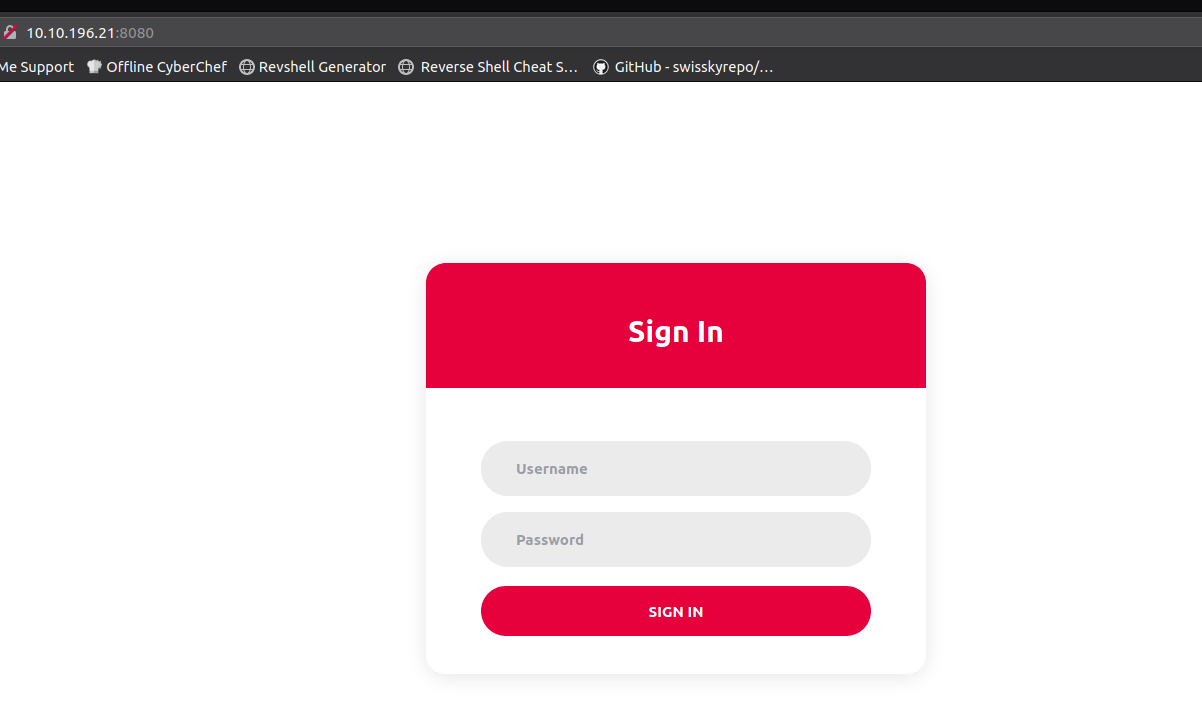 10.10.196.21:8080
Me Support Offline CyberChef Revshell Generator Reverse Shell Cheat S... GitHub - swisskyrepo/...
Sign In
Username
Password
SIGN IN